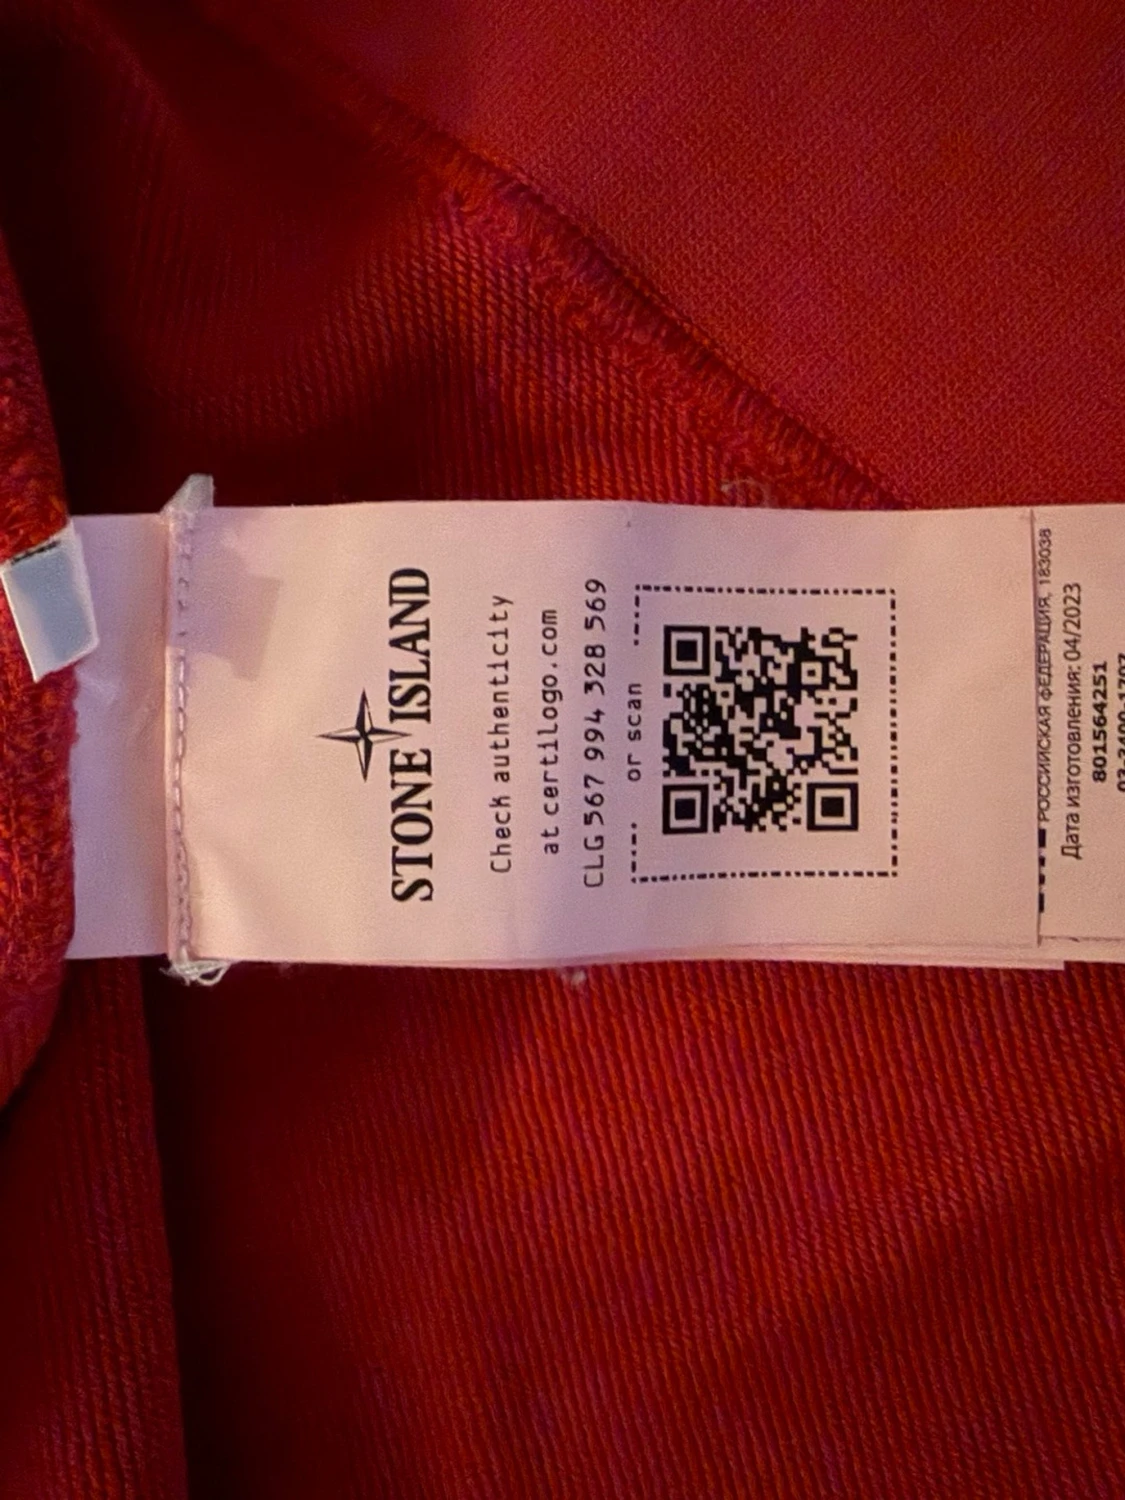 STONE ISLAND
Check authenticity
at certilogo.com
CLG 567 994 328 569
or scan
РОССИЙСКАЯ ФЕДЕРАЦИЯ, 183038
Дата изготовления: 04/2023
801564251